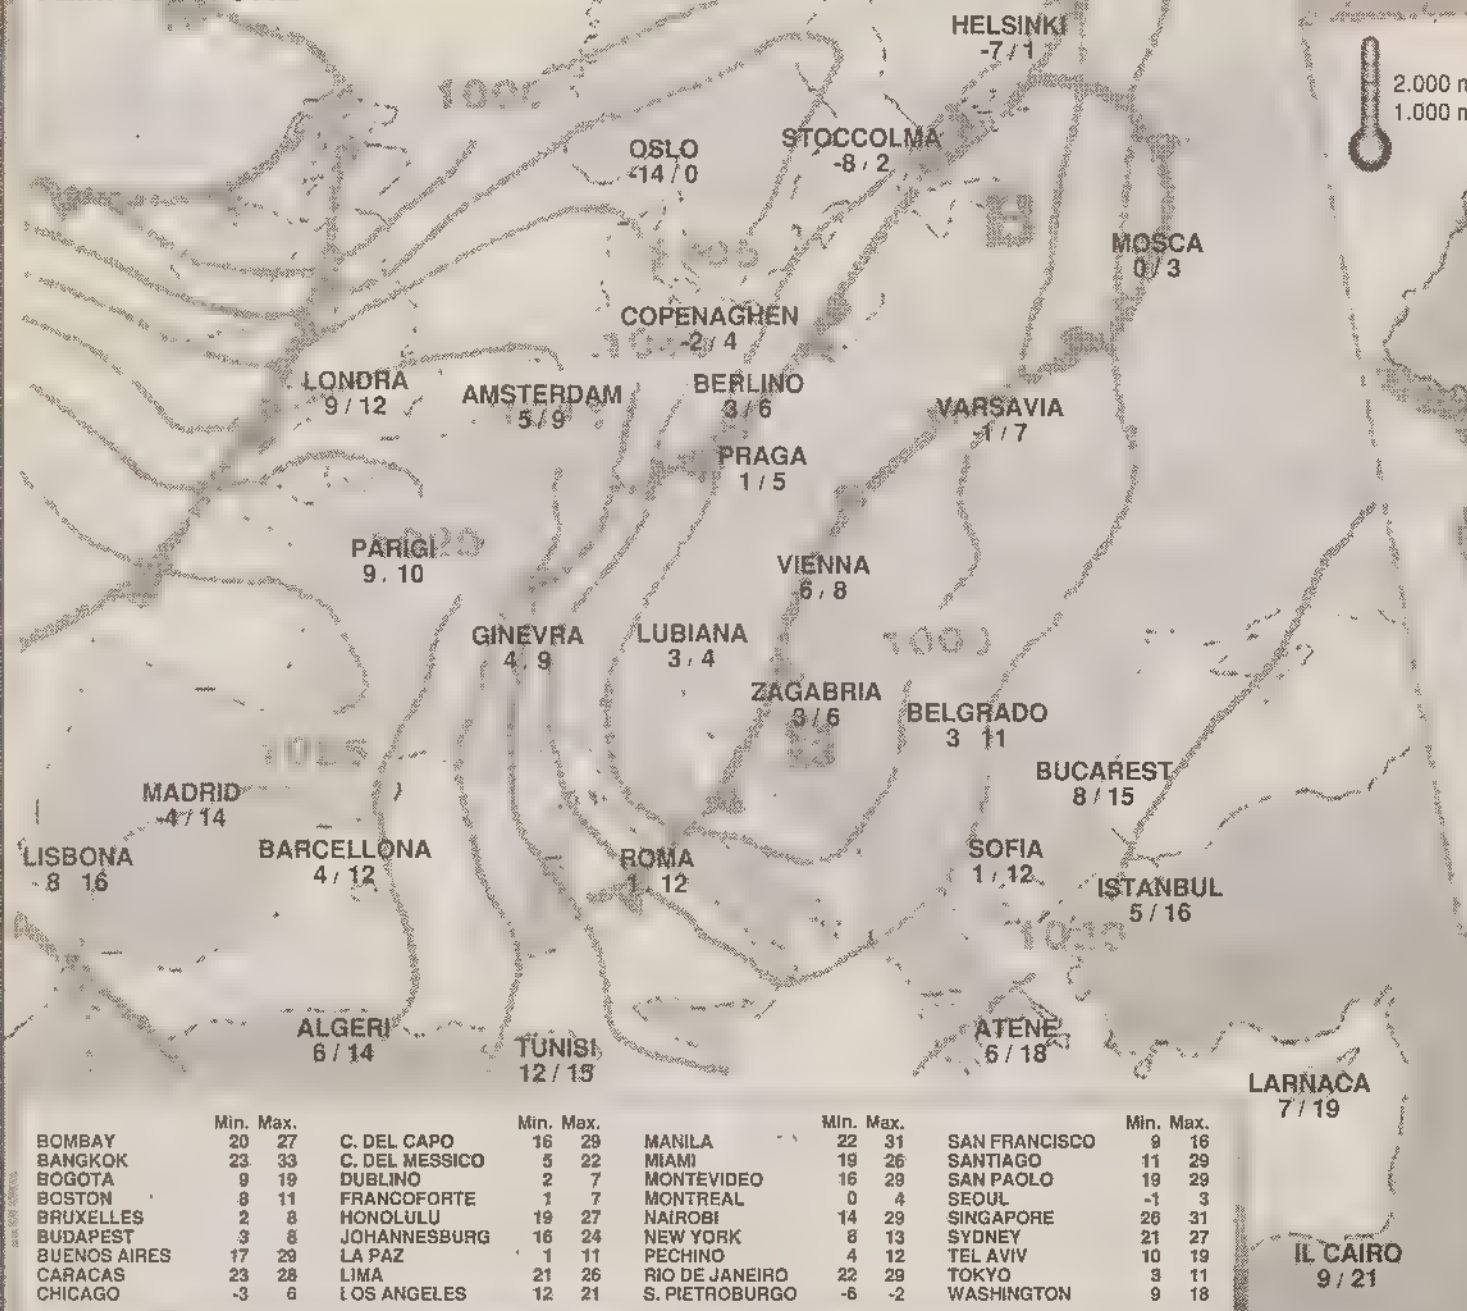 HELSINKI
-7 / 1
2.000 m
1.000 m
OSLO
-14 / 0
STOCCOLMA
-8 / 2
MOSCA
0 / 3
COPENAGHEN
-2 / 4
LONDRA
9 / 12
AMSTERDAM
5 / 9
BERLINO
3 / 6
VARSAVIA
-1 / 7
PRAGA
1 / 5
PARIGI
9 / 10
VIENNA
6 / 8
GINEVRA
4 / 9
LUBIANA
3 / 4
ZAGABRIA
3 / 6
BELGRADO
3 11
MADRID
-4 / 14
BUCAREST
8 / 15
LISBONA
8 16
BARCELLONA
4 / 12
ROMA
1 / 12
SOFIA
1 / 12
ISTANBUL
5 / 16
ALGERI
6 / 14
TUNISI
12 / 15
ATENE
6 / 18
LARNACA
7 / 19
IL CAIRO
9 / 21
Min. Max. Min. Max. Min. Max. Min. Max.
BOMBAY 20 27 C. DEL CAPO 16 29 MANILA 22 31 SAN FRANCISCO 9 16
BANGKOK 23 33 C. DEL MESSICO 5 22 MIAMI 19 26 SANTIAGO 11 29
BOGOTA 9 19 DUBLINO 2 7 MONTEVIDEO 16 29 SAN PAOLO 19 29
BOSTON 8 11 FRANCOFORTE 1 7 MONTREAL 0 4 SEOUL -1 3
BRUXELLES 2 8 HONOLULU 19 27 NAIROBI 14 29 SINGAPORE 26 31
BUDAPEST 3 8 JOHANNESBURG 16 24 NEW YORK 8 13 SYDNEY 21 27
BUENOS AIRES 17 29 LA PAZ 1 11 PECHINO 4 12 TEL AVIV 10 19
CARACAS 23 28 LIMA 21 26 RIO DE JANEIRO 22 29 TOKYO 3 11
CHICAGO -3 6 LOS ANGELES 12 21 S. PIETROBURGO -6 -2 WASHINGTON 9 18